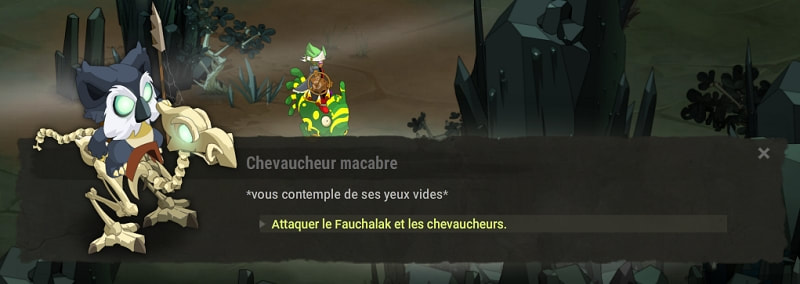 Chevaucheur macabre
*vous contemple de ses yeux vides*
Attaquer le Fauchalak et les chevaucheurs.